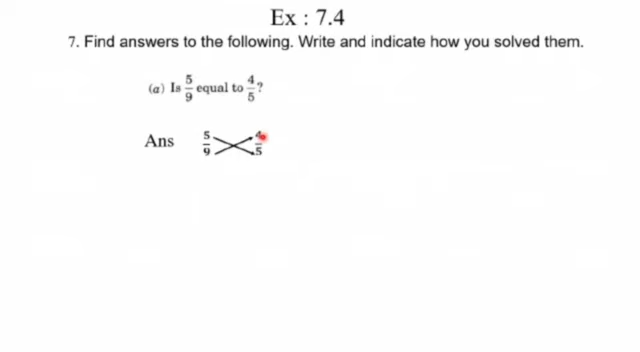 Ex : 7.4
7. Find answers to the following. Write and indicate how you solved them.
(a) Is 5/9 equal to 4/5?
Ans 5/9 4/5